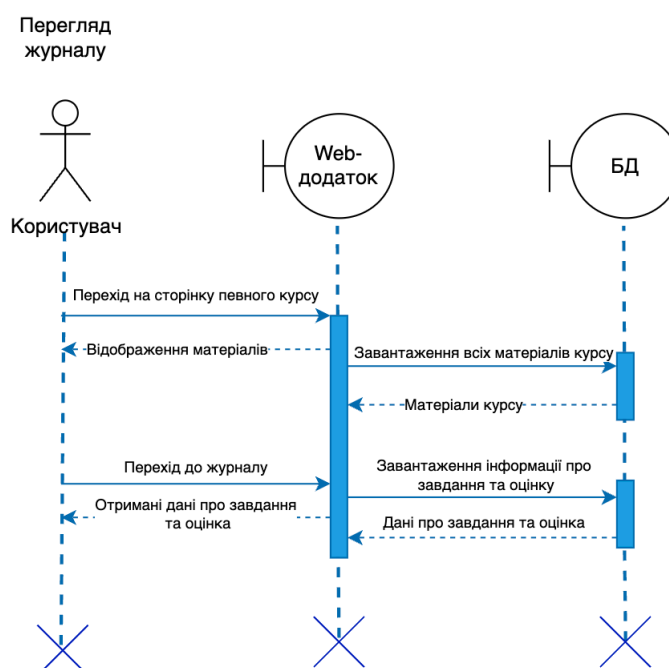 Перегляд
журналу
Web-
додаток
БД
Користувач
Перехід на сторінку певного курсу
Відображення матеріалів
Завантаження всіх матеріалів курсу
Матеріали курсу
Перехід до журналу
Завантаження інформації про
завдання та оцінку
Отримані дані про завдання
та оцінка
Дані про завдання та оцінка